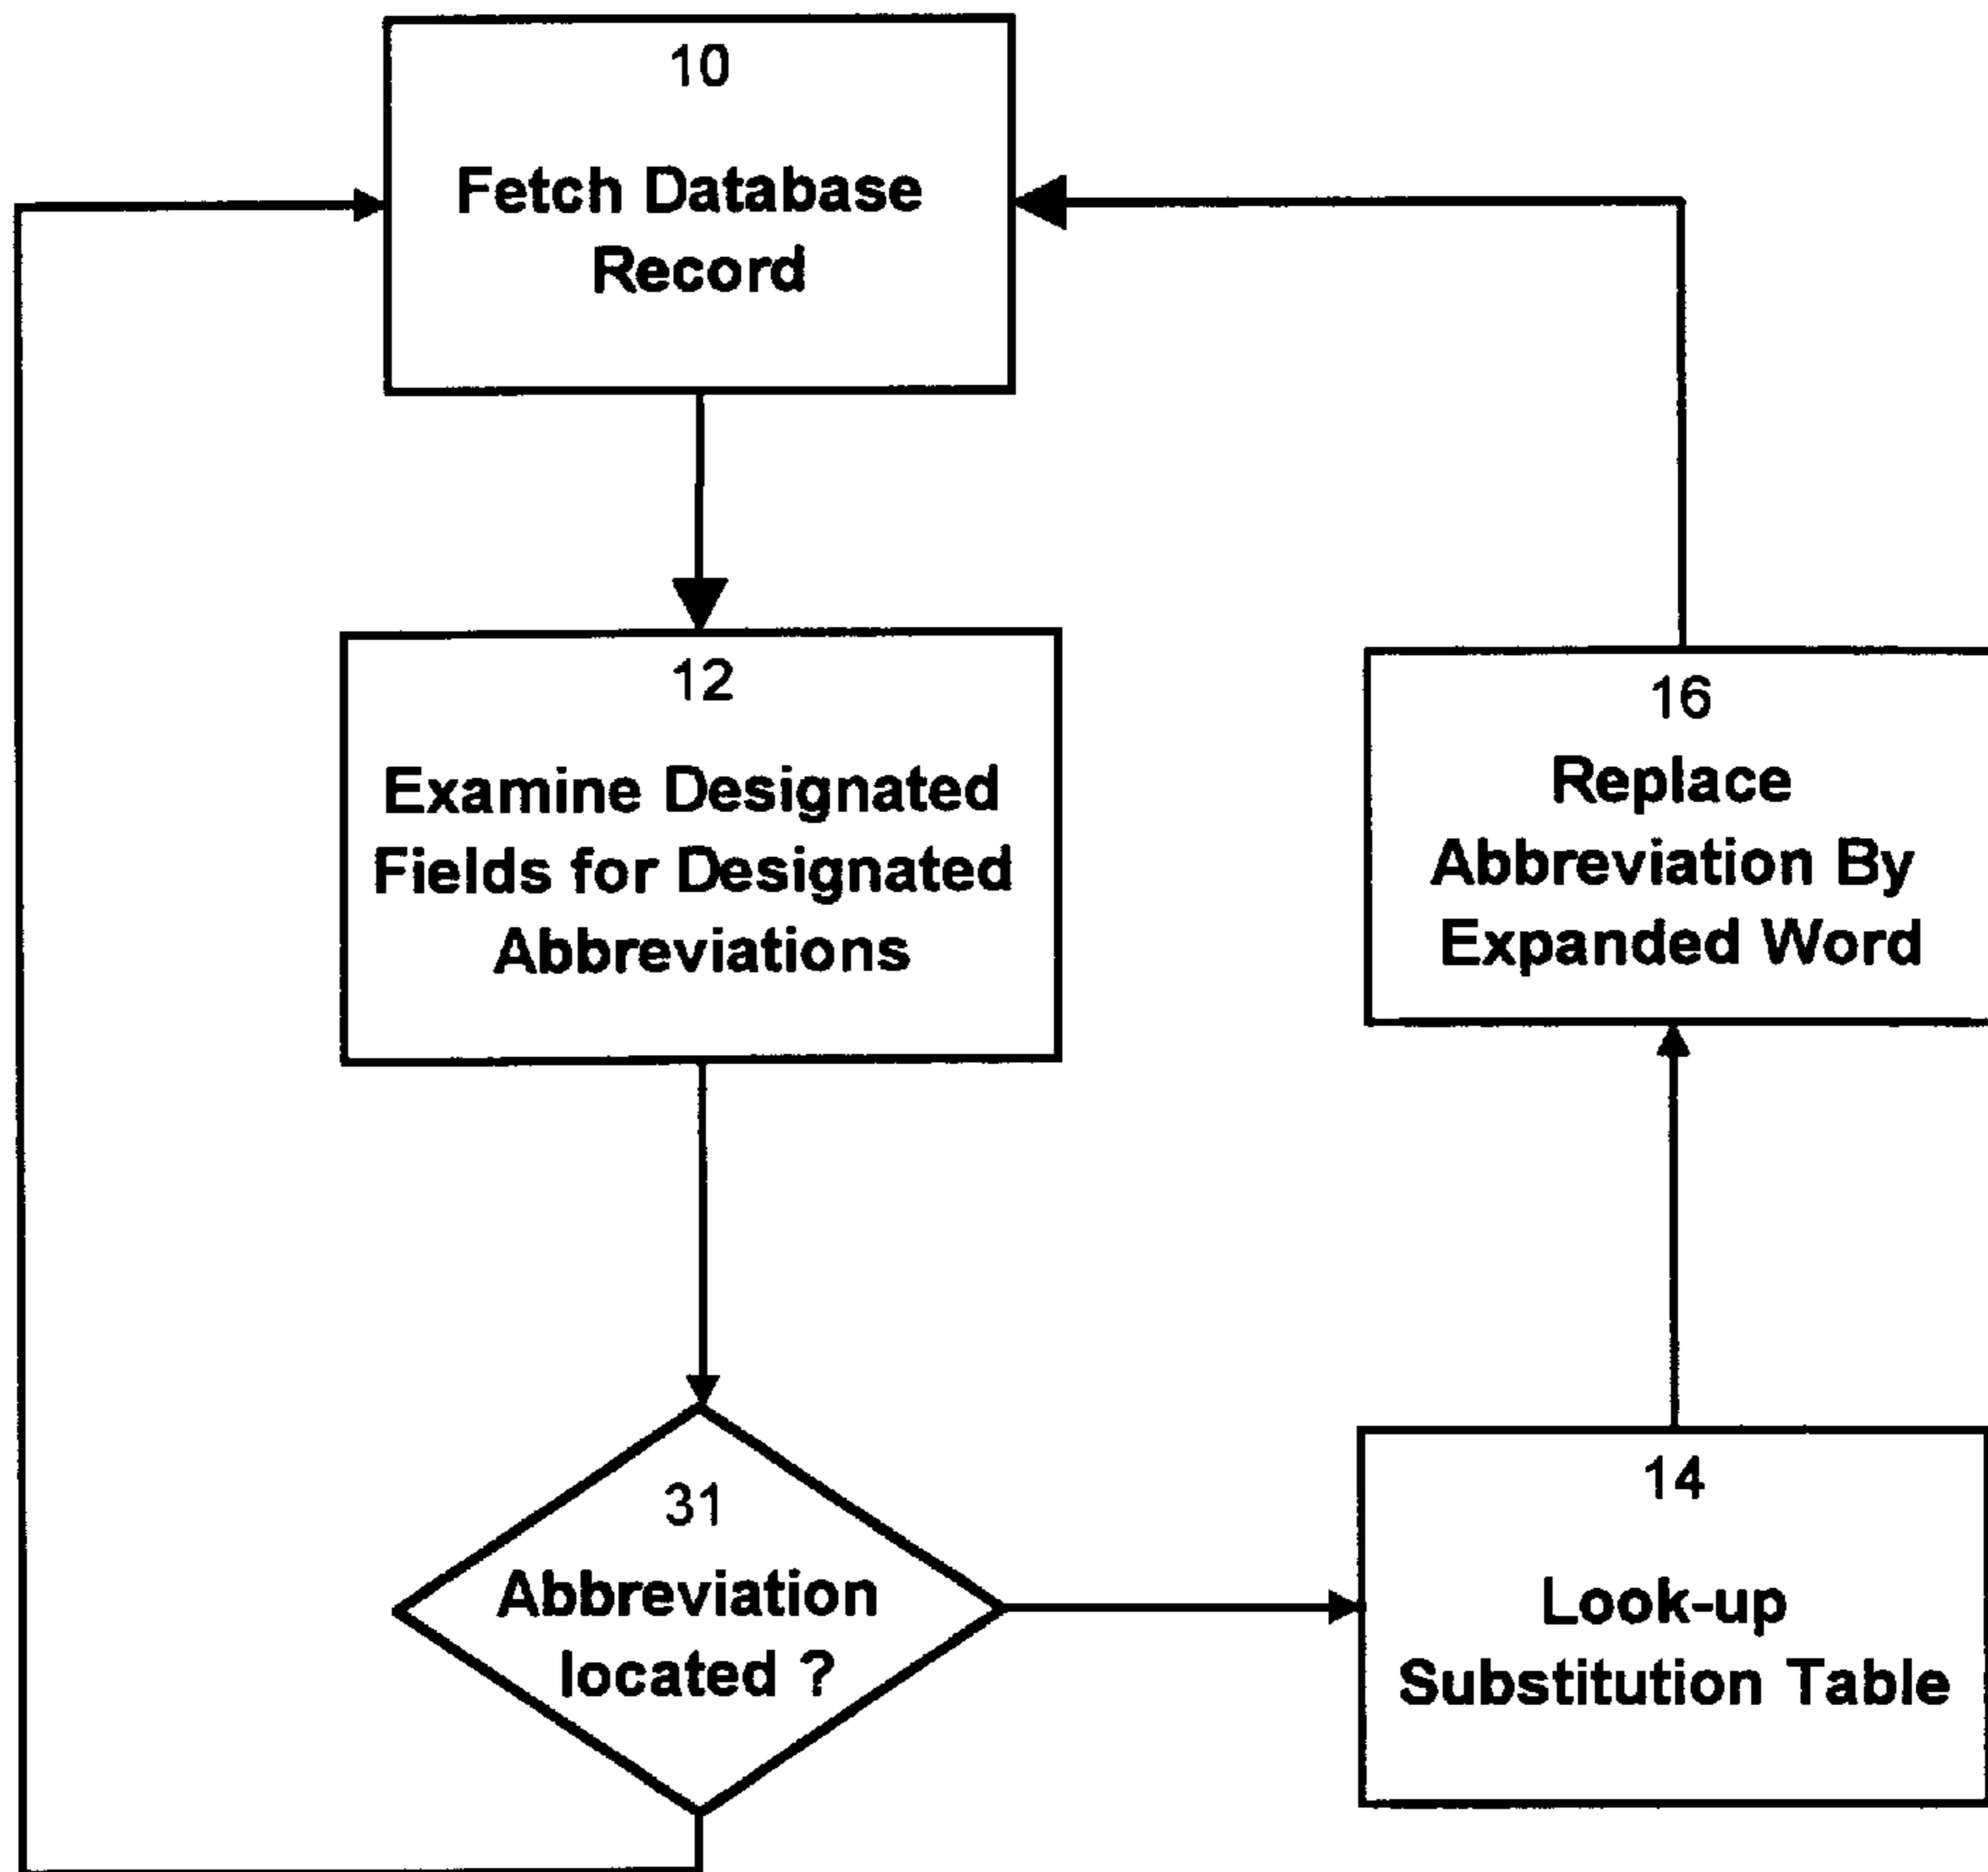 10
Fetch Database
Record
12
Examine Designated
Fields for Designated
Abbreviations
31
Abbreviation
located ?
14
Look-up
Substitution Table
16
Replace
Abbreviation By
Expanded Word